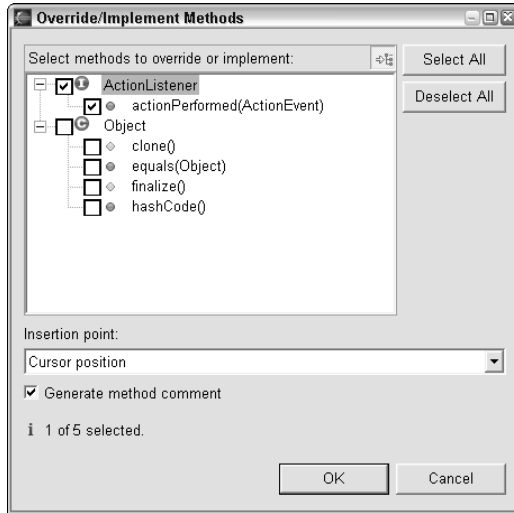 Override/Implement Methods
Select methods to override or implement:
Select All
Deselect All
ActionListener
actionPerformed(ActionEvent)
Object
clone()
equals(Object)
finalize()
hashCode()
Insertion point:
Cursor position
Generate method comment
i 1 of 5 selected.
OK
Cancel